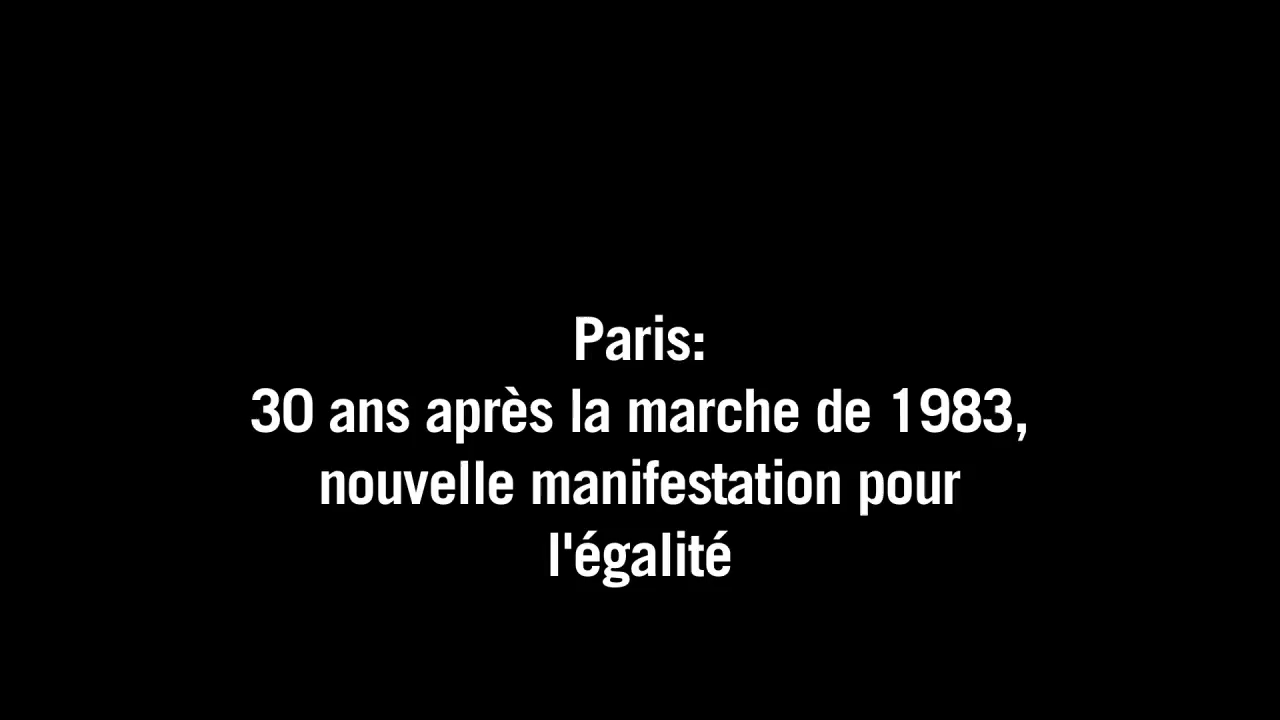 Paris:
30 ans après la marche de 1983,
nouvelle manifestation pour
l'égalité